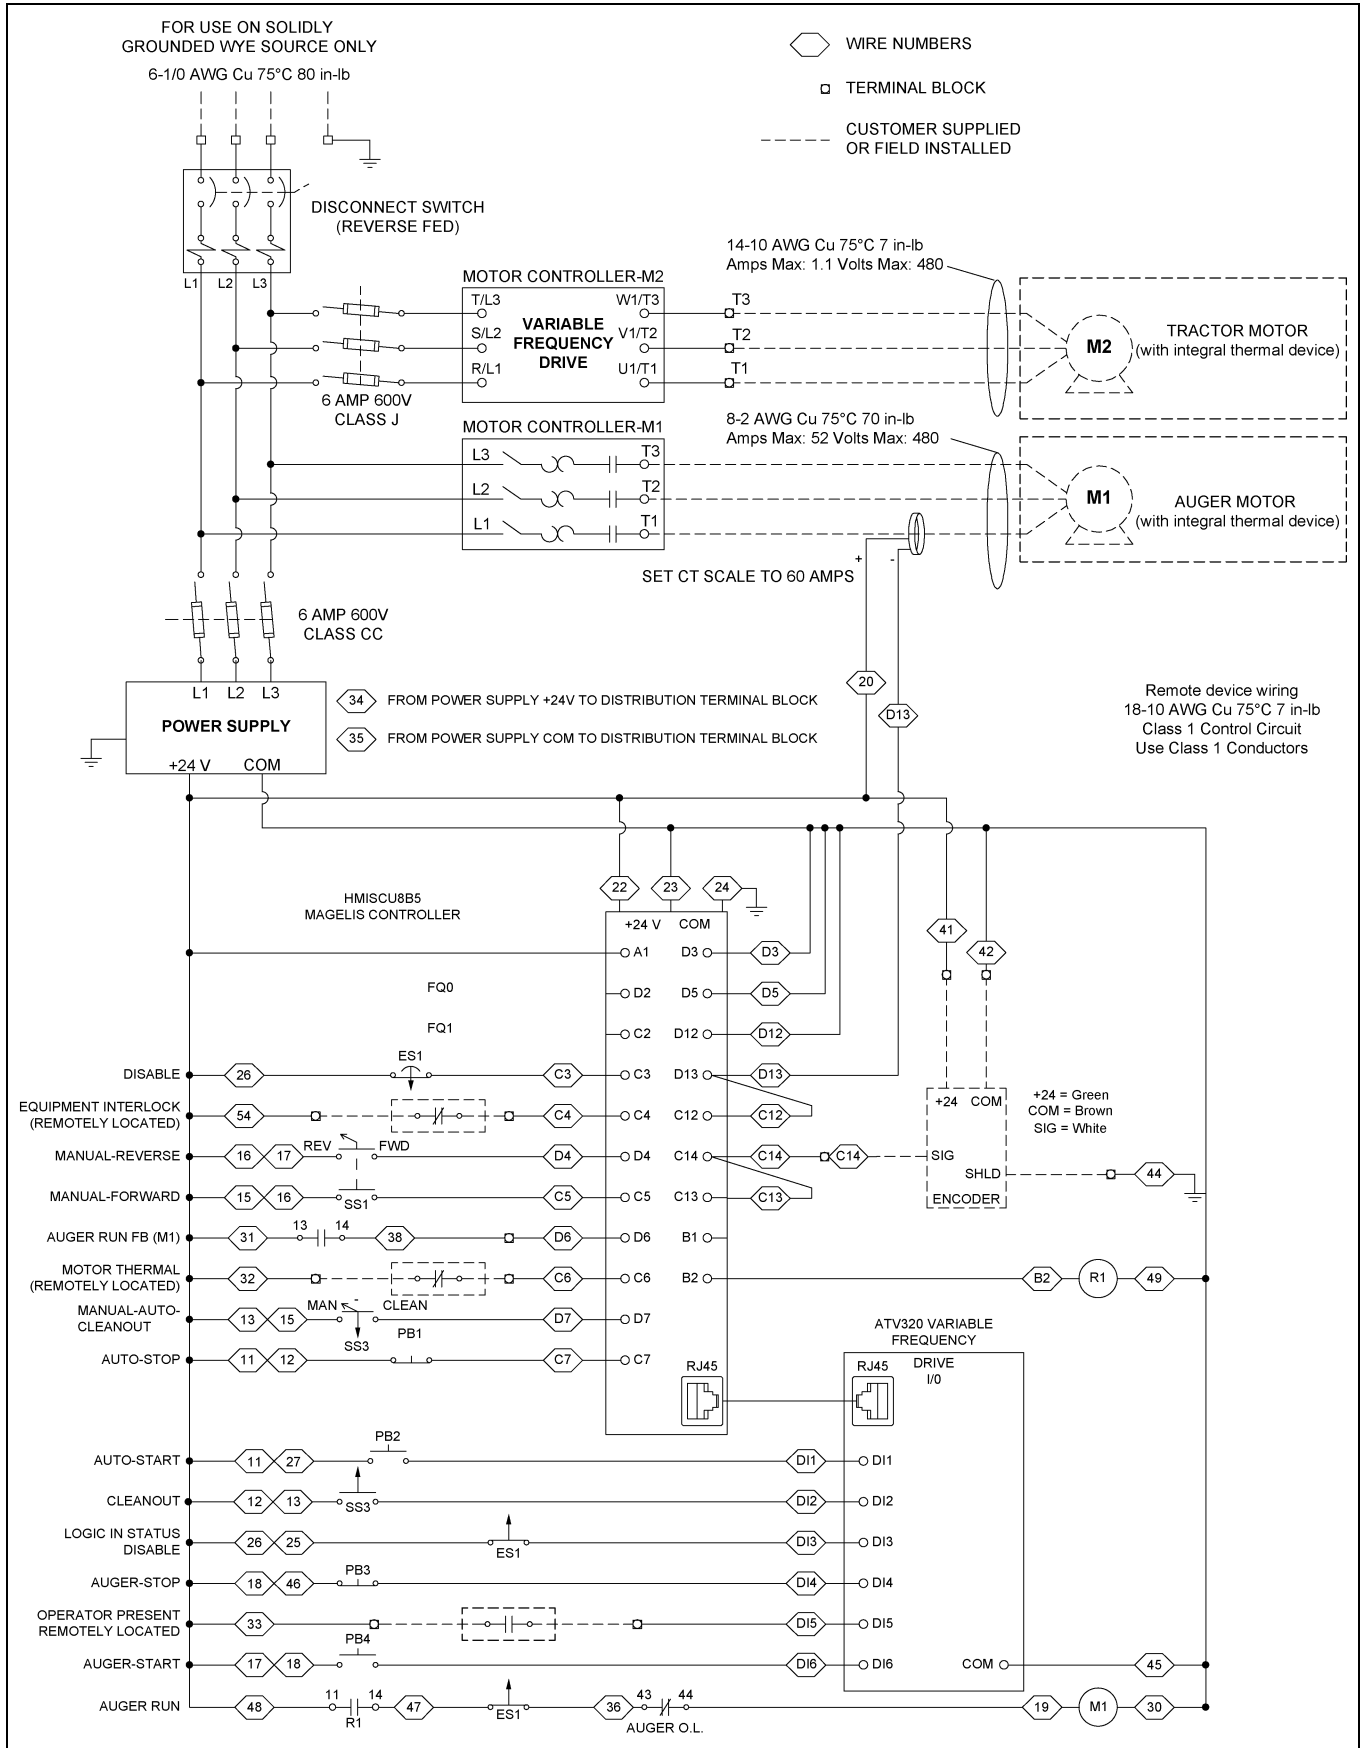 FOR USE ON SOLIDLY
GROUNDED WYE SOURCE ONLY
6-1/0 AWG Cu 75°C 80 in-lb
WIRE NUMBERS
TERMINAL BLOCK
CUSTOMER SUPPLIED
OR FIELD INSTALLED
DISCONNECT SWITCH
(REVERSE FED)
L1 L2 L3
14-10 AWG Cu 75°C 7 in-lb
Amps Max: 1.1 Volts Max: 480
MOTOR CONTROLLER-M2
T/L3 W1/T3 T3
S/L2 V1/T2 T2
R/L1 U1/T1 T1
VARIABLE
FREQUENCY
DRIVE
6 AMP 600V
CLASS J
M2
TRACTOR MOTOR
(with integral thermal device)
8-2 AWG Cu 75°C 70 in-lb
Amps Max: 52 Volts Max: 480
MOTOR CONTROLLER-M1
L3 T3
L2 T2
L1 T1
M1
AUGER MOTOR
(with integral thermal device)
SET CT SCALE TO 60 AMPS
+ -
6 AMP 600V
CLASS CC
20
D13
L1 L2 L3
POWER SUPPLY
+24 V COM
34 FROM POWER SUPPLY +24V TO DISTRIBUTION TERMINAL BLOCK
35 FROM POWER SUPPLY COM TO DISTRIBUTION TERMINAL BLOCK
Remote device wiring
18-10 AWG Cu 75°C 7 in-lb
Class 1 Control Circuit
Use Class 1 Conductors
HMISCU8B5
MAGELIS CONTROLLER
22 23 24
+24 V COM
41
42
A1 D3 D3
FQ0 D2 D5 D5
FQ1 C2 D12 D12
DISABLE 26 ES1 C3 C3 D13 D13
EQUIPMENT INTERLOCK
(REMOTELY LOCATED) 54 C4 C4 C12 C12
MANUAL-REVERSE 16 17 REV FWD D4 D4 C14 C14 C14
MANUAL-FORWARD 15 16 SS1 C5 C5 C13 C13
AUGER RUN FB (M1) 31 13 14 38 D6 D6 B1
MOTOR THERMAL
(REMOTELY LOCATED) 32 C6 C6 B2 B2 R1 49
MANUAL-AUTO-
CLEANOUT 13 15 MAN - CLEAN SS3 D7 D7
AUTO-STOP 11 12 PB1 C7 C7
+24 COM
SIG
SHLD
ENCODER
44
+24 = Green
COM = Brown
SIG = White
RJ45
ATV320 VARIABLE
FREQUENCY
DRIVE
I/0
RJ45
AUTO-START 11 27 PB2 DI1 DI1
CLEANOUT 12 13 SS3 DI2 DI2
LOGIC IN STATUS
DISABLE 26 25 ES1 DI3 DI3
AUGER-STOP 18 46 PB3 DI4 DI4
OPERATOR PRESENT
REMOTELY LOCATED 33 DI5 DI5
AUGER-START 17 18 PB4 DI6 DI6 COM 45
AUGER RUN 48 11 14 R1 47 ES1 36 43 44 AUGER O.L. 19 M1 30